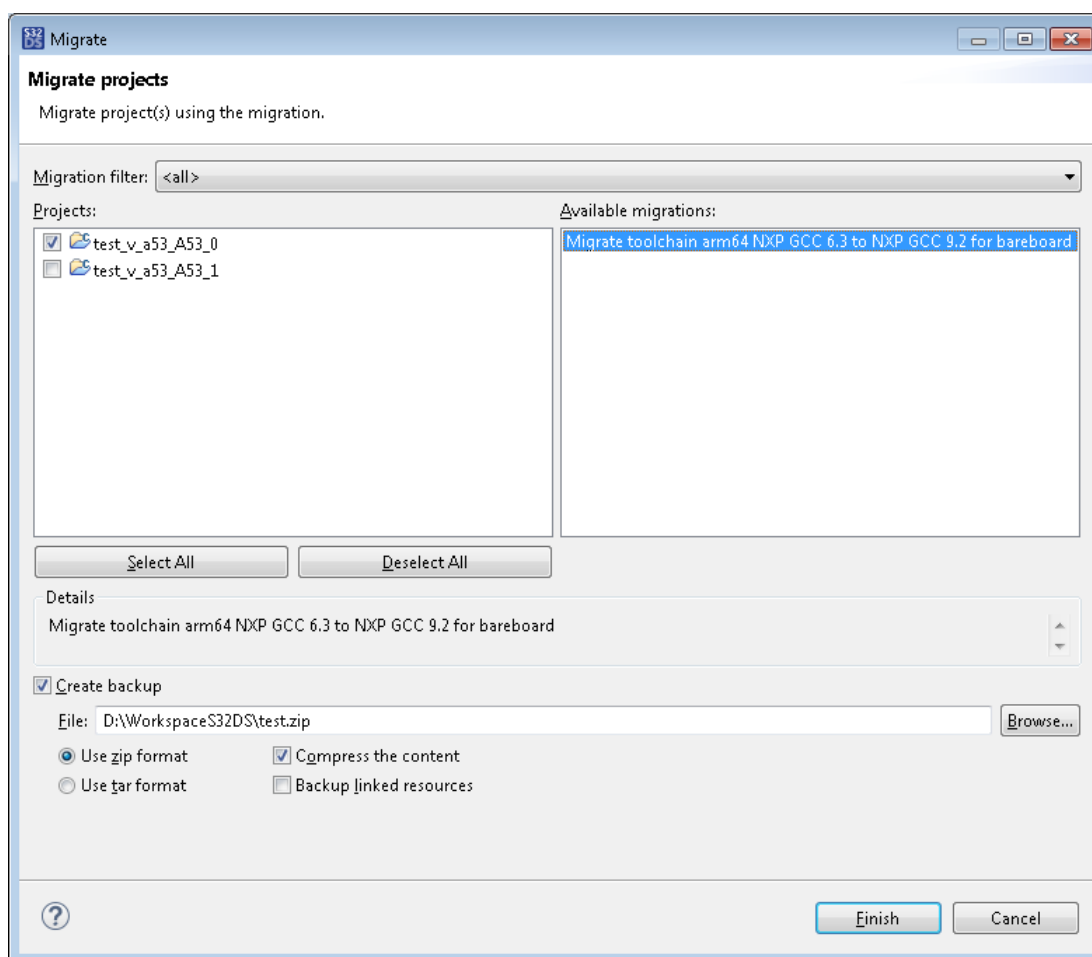 S32
DS
Migrate
Migrate projects
Migrate project(s) using the migration.
Migration filter: <all>
Projects:
Available migrations:
test_v_a53_A53_0
Migrate toolchain arm64 NXP GCC 6.3 to NXP GCC 9.2 for bareboard
test_v_a53_A53_1
Select All
Deselect All
Details
Migrate toolchain arm64 NXP GCC 6.3 to NXP GCC 9.2 for bareboard
Create backup
File: D:\WorkspaceS32DS\test.zip
Browse...
Use zip format
Compress the content
Use tar format
Backup linked resources
?
Finish
Cancel